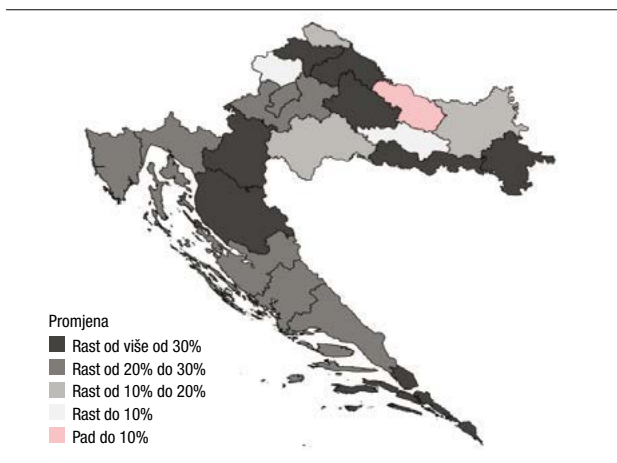 Promjena
Rast od više od 30%
Rast od 20% do 30%
Rast od 10% do 20%
Rast do 10%
Pad do 10%